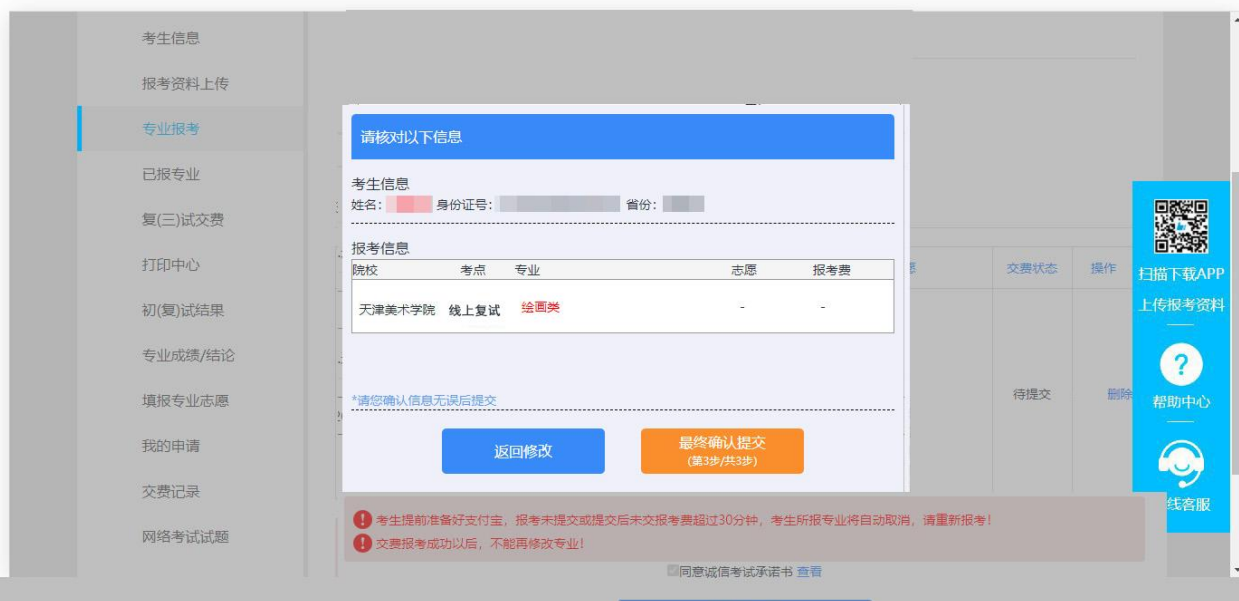 考生信息
报考资料上传
专业报考
已报专业
复(三)试交费
打印中心
初(复)试结果
专业成绩/结论
填报专业志愿
我的申请
交费记录
网络考试试题
请核对以下信息
考生信息
姓名: 身份证号: 省份:
报考信息
院校 考点 专业 志愿 报考费
天津美术学院 线上复试 绘画类 - -
*请您确认信息无误后提交
返回修改
最终确认提交
(第3步/共3步)
交费状态 操作
待提交 删除
考生提前准备好支付宝，报考未提交或提交后未交报考费超过30分钟，考生所报专业将自动取消，请重新报考!
交费报考成功以后，不能再修改专业!
同意诚信考试承诺书 查看
扫描下载APP
上传报考资料
?
帮助中心
线客服